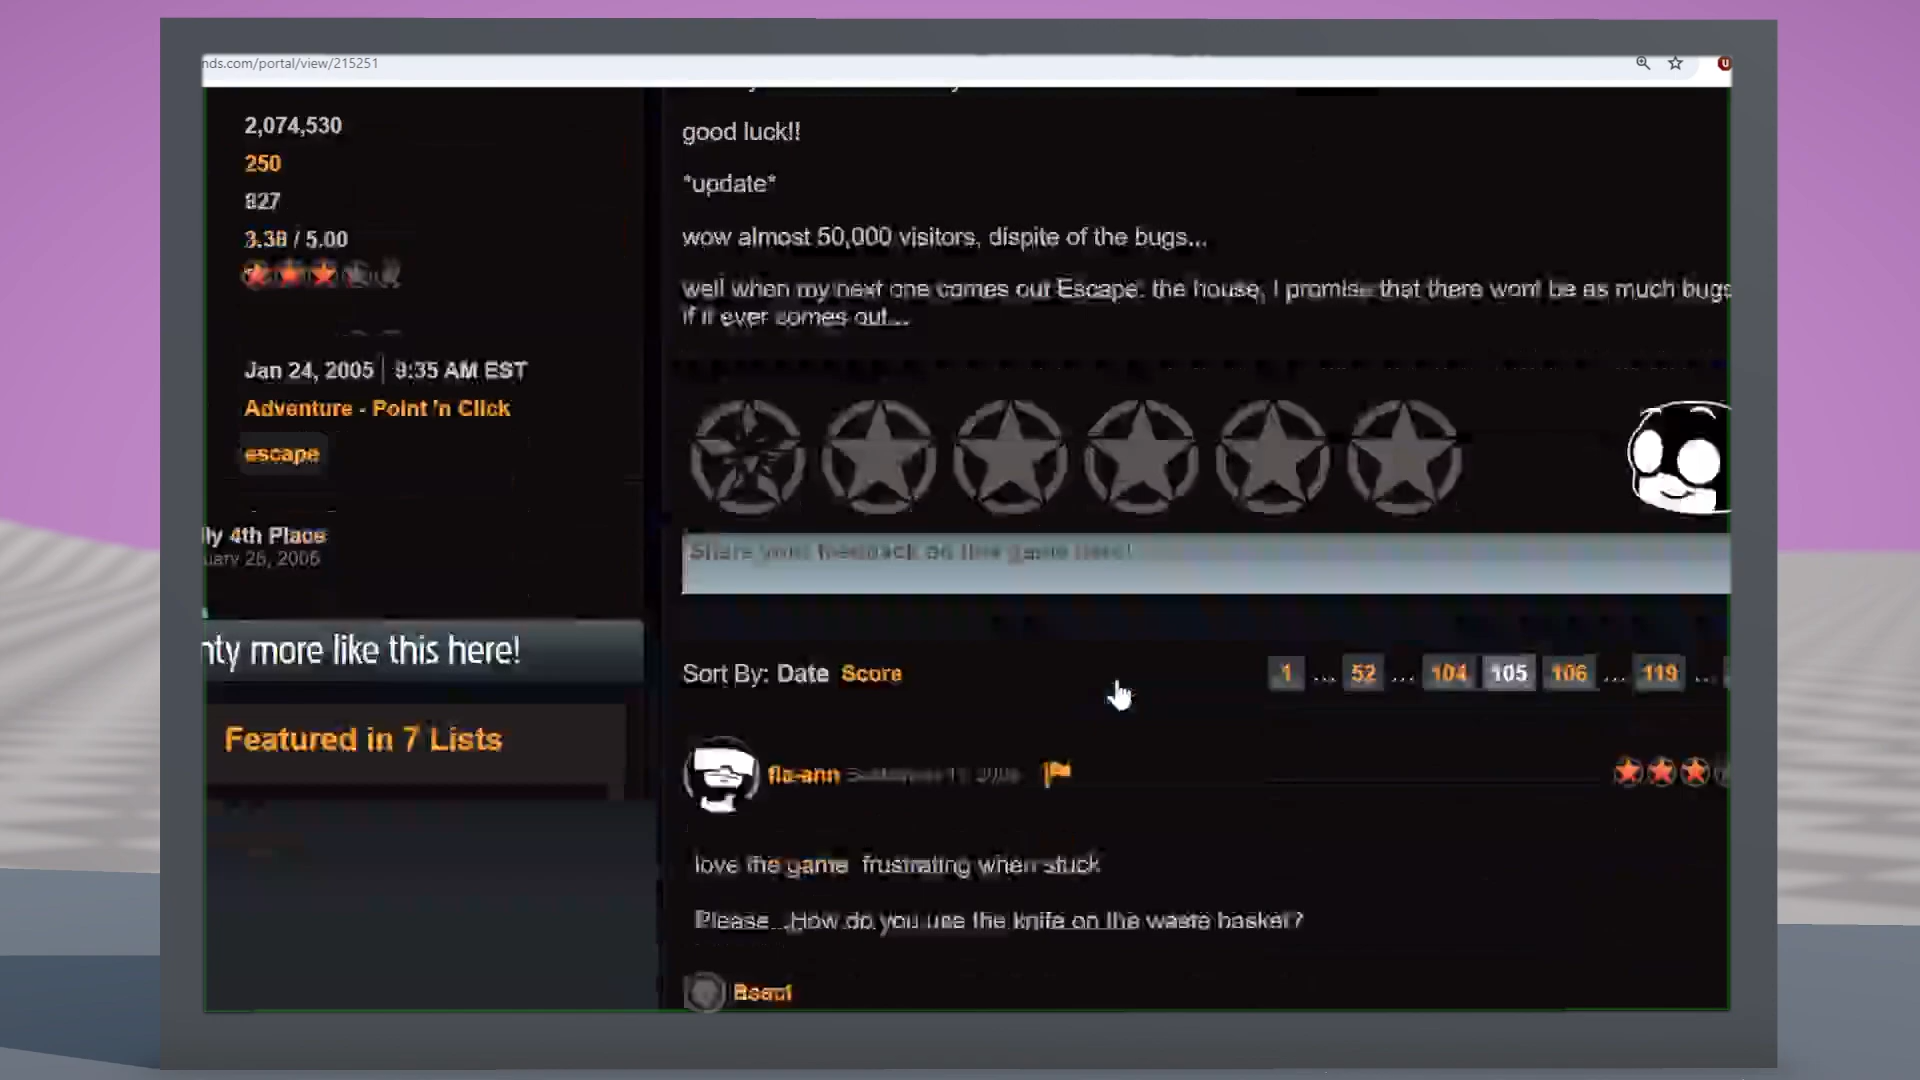 nds.com/portal/view/215251
2,074,530
250
827
3.38 / 5.00
Jan 24, 2005 | 9:35 AM EST
Adventure - Point 'n Click
escape
ly 4th Place
uary 25, 2005
nty more like this here!
Featured in 7 Lists
good luck!!
*update*
wow almost 50,000 visitors, dispite of the bugs...
well when my next one comes out Escape: the house, I promise that there wont be as much bugs
if it ever comes out...
Share your feedback on this game here!
Sort By: Date Score
1 ... 52 ... 104 105 106 ... 119 ...
fla-ann
love the game frustrating when stuck
Please...How do you use the knife on the waste basket?